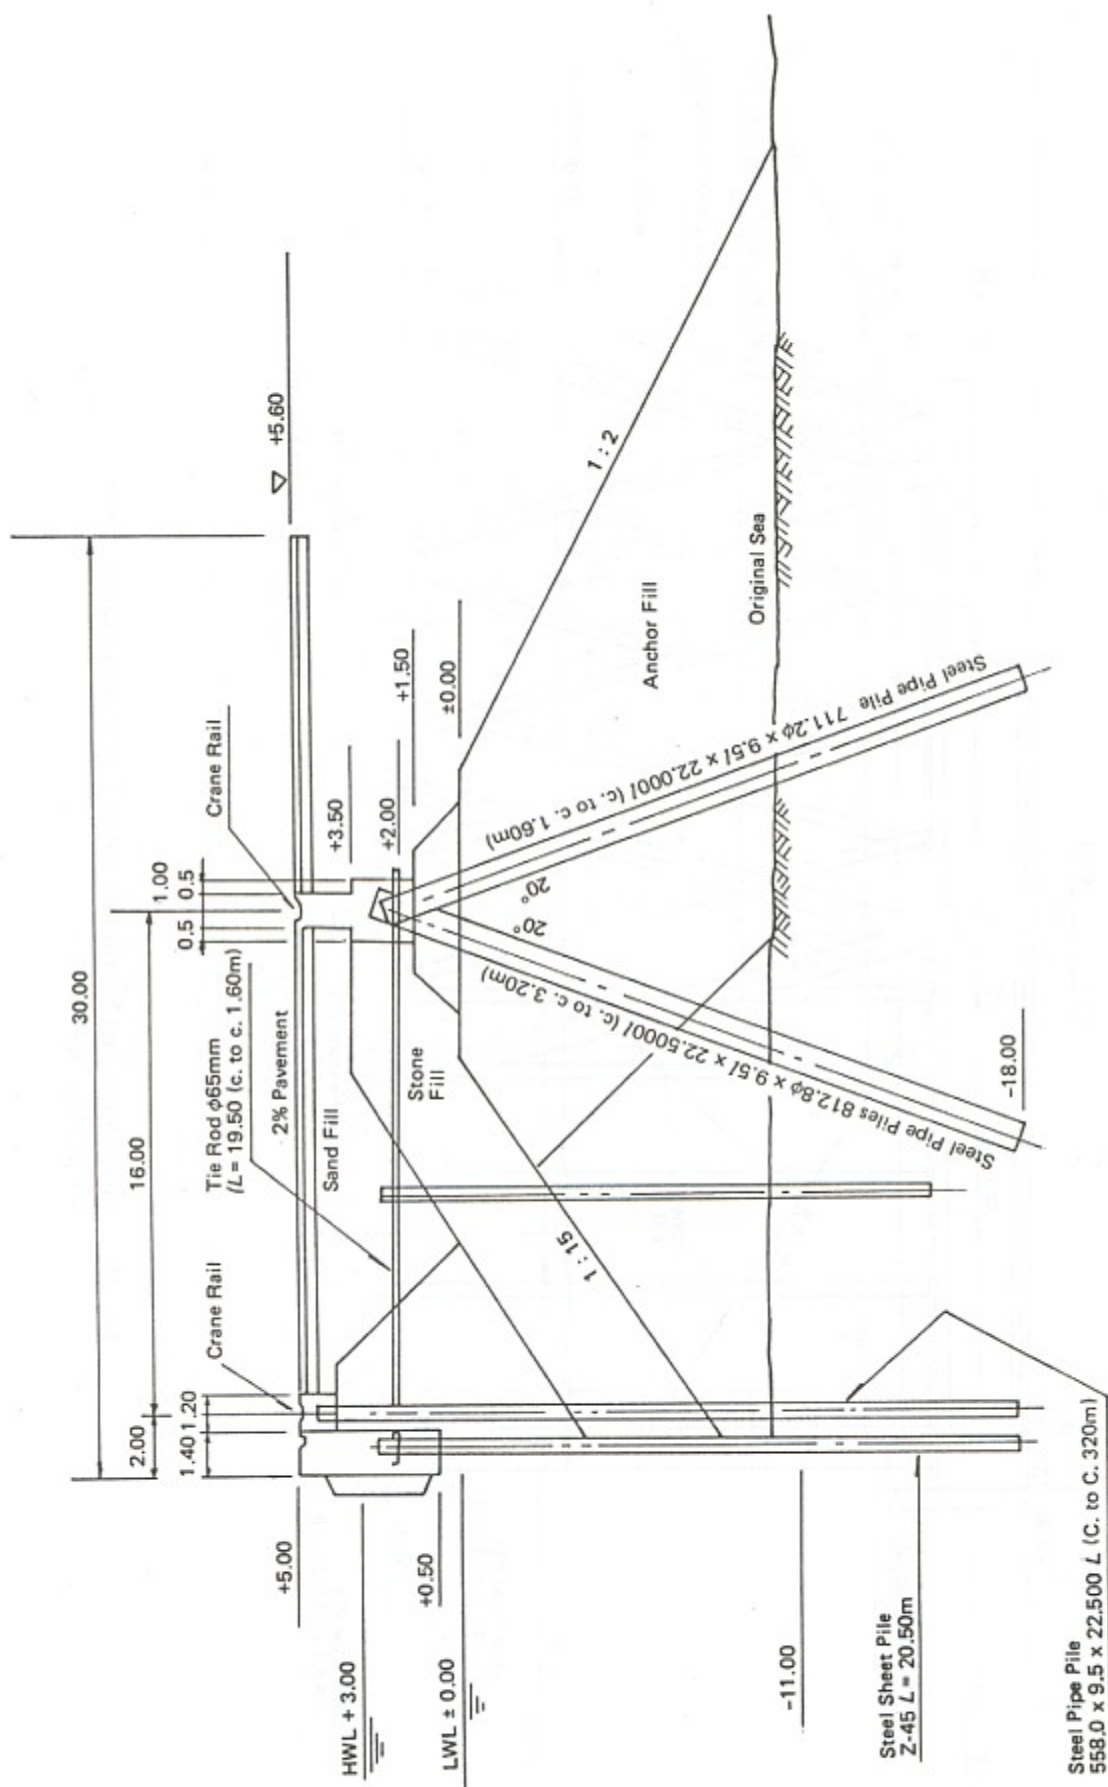 30.00
2.00
16.00
1.00
1.40
1.20
0.5
0.5
Crane Rail
Tie Rod ϕ65mm
(L = 19.50 (c. to c. 1.60m)
Crane Rail
+5.60
2% Pavement
+5.00
Sand Fill
+3.50
HWL + 3.00
+2.00
+1.50
Stone
Fill
+0.50
±0.00
LWL ± 0.00
1 : 2
1 : 15
20°
20°
Anchor Fill
Original Sea
Steel Pipe Piles 812.8ϕ x 9.5l x 22.5000l (c. to c. 3.20m)
Steel Pipe Pile 711.2ϕ x 9.5l x 22.000l (c. to c. 1.60m)
-11.00
-18.00
Steel Sheet Pile
Z-45 L = 20.50m
Steel Pipe Pile
558.0 x 9.5 x 22.500 L (C. to C. 320m)